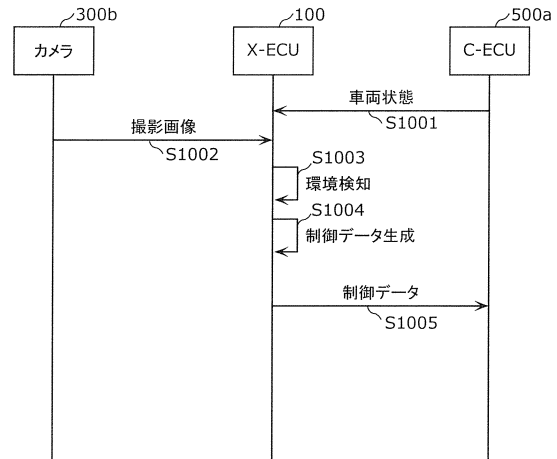 300b
100
500a
カメラ
X-ECU
C-ECU
車両状態
S1001
撮影画像
S1002
S1003
環境検知
S1004
制御データ生成
制御データ
S1005